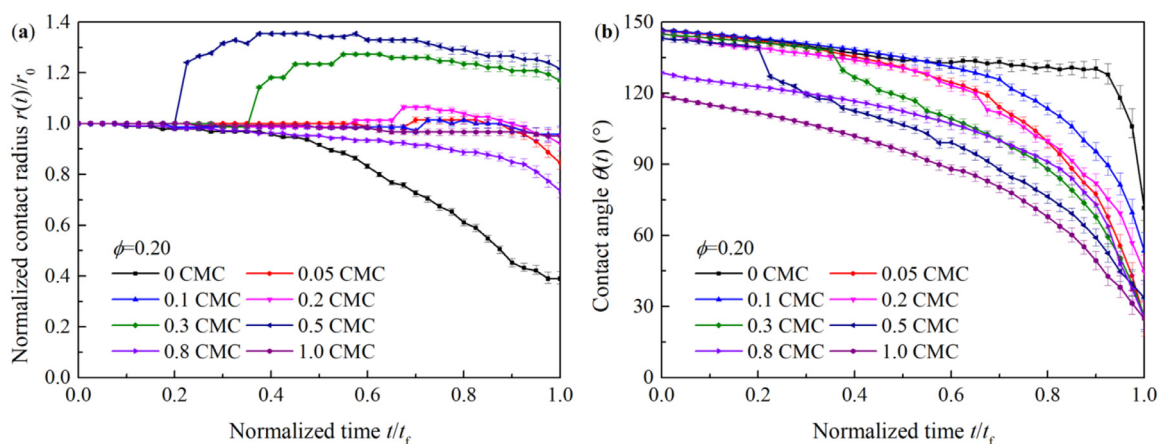 (a)
1.4
1.2
1.0
0.8
0.6
0.4
0.2
0.0
Normalized contact radius r(t)/r₀
ϕ=0.20
0 CMC 0.05 CMC
0.1 CMC 0.2 CMC
0.3 CMC 0.5 CMC
0.8 CMC 1.0 CMC
0.0 0.2 0.4 0.6 0.8 1.0
Normalized time t/t_f
(b)
150
120
90
60
30
0
Contact angle θ(t) (°)
ϕ=0.20
0 CMC 0.05 CMC
0.1 CMC 0.2 CMC
0.3 CMC 0.5 CMC
0.8 CMC 1.0 CMC
0.0 0.2 0.4 0.6 0.8 1.0
Normalized time t/t_f